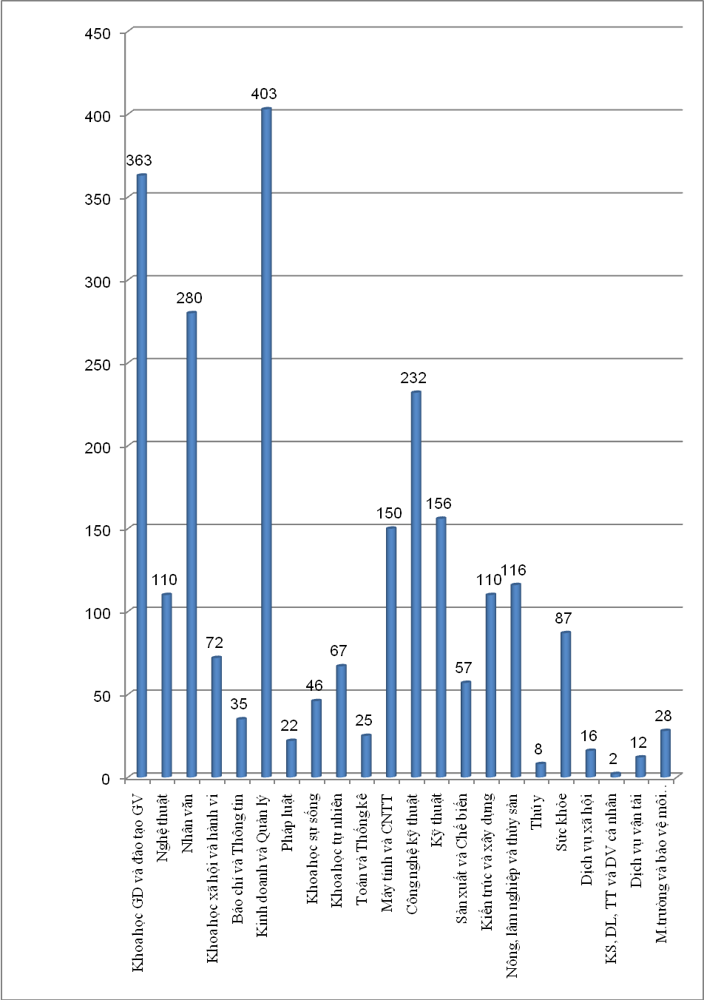 450
400
350
300
250
200
150
100
50
0
363
110
280
72
35
403
22
46
67
25
150
232
156
57
110
116
8
87
16
2
12
28
Khoa học GD và đào tạo GV
Nghệ thuật
Nhân văn
Khoa học xã hội và hành vi
Báo chí và Thông tin
Kinh doanh và Quản lý
Pháp luật
Khoa học sự sống
Khoa học tự nhiên
Toán và Thống kê
Máy tính và CNTT
Công nghệ kỹ thuật
Kỹ thuật
Sản xuất và Chế biến
Kiến trúc và xây dựng
Nông, lâm nghiệp và thủy sản
Thú y
Sức khỏe
Dịch vụ xã hội
KS, DL, TT và DV cá nhân
Dịch vụ vận tải
M.trường và bảo vệ môi…